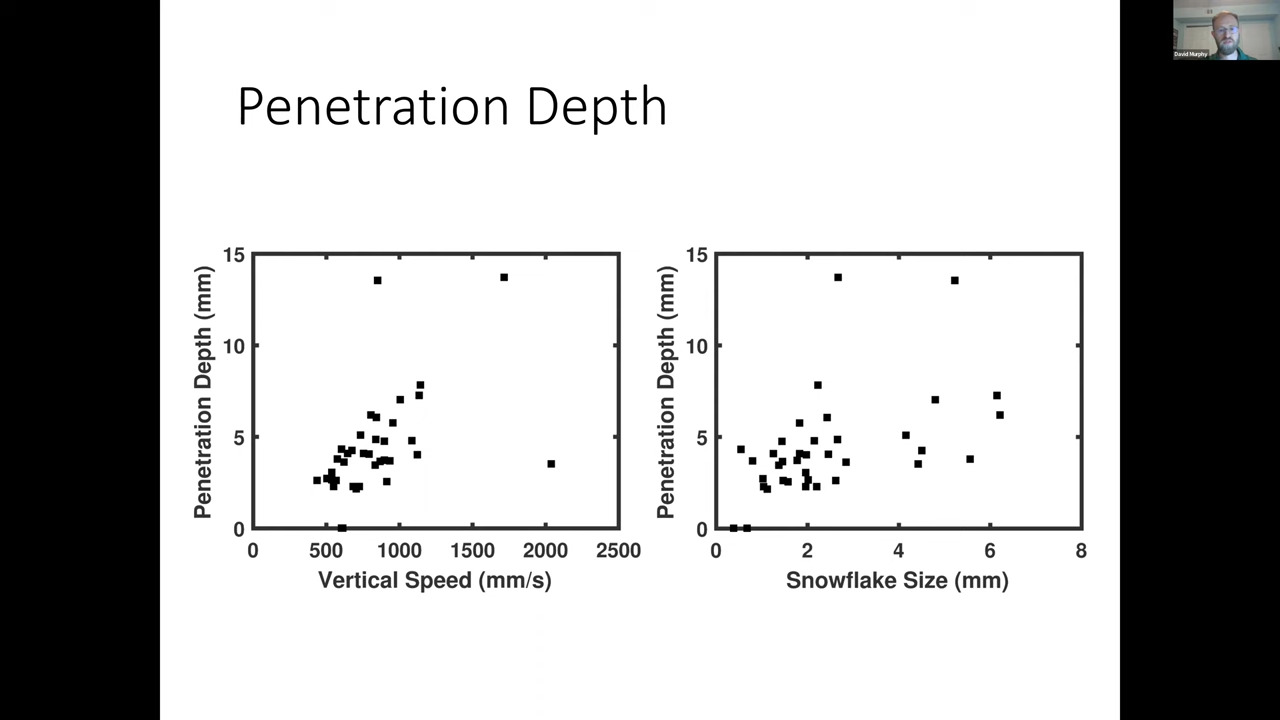 David Murphy
Penetration Depth
15
10
5
0
Penetration Depth (mm)
0 500 1000 1500 2000 2500
Vertical Speed (mm/s)
15
10
5
0
Penetration Depth (mm)
0 2 4 6 8
Snowflake Size (mm)